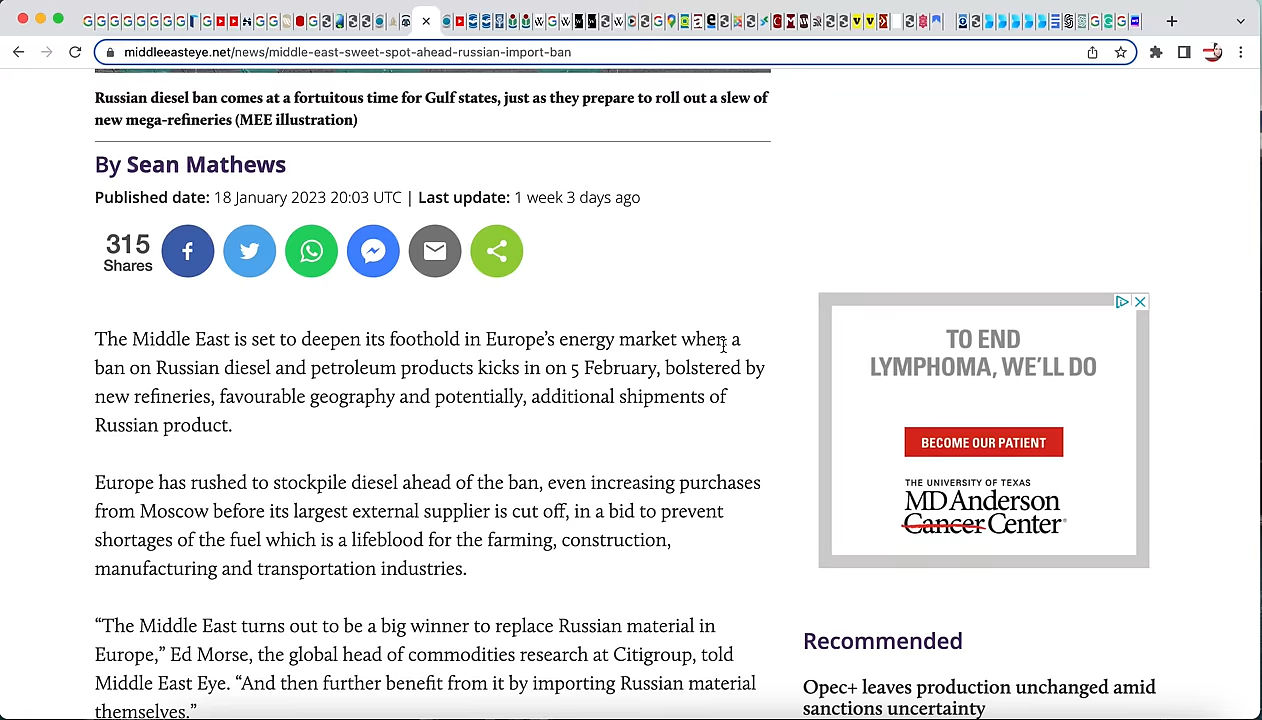 middleeasteye.net/news/middle-east-sweet-spot-ahead-russian-import-ban
Russian diesel ban comes at a fortuitous time for Gulf states, just as they prepare to roll out a slew of
new mega-refineries (MEE illustration)
By Sean Mathews
Published date: 18 January 2023 20:03 UTC | Last update: 1 week 3 days ago
315
Shares
The Middle East is set to deepen its foothold in Europe’s energy market when a
ban on Russian diesel and petroleum products kicks in on 5 February, bolstered by
new refineries, favourable geography and potentially, additional shipments of
Russian product.
Europe has rushed to stockpile diesel ahead of the ban, even increasing purchases
from Moscow before its largest external supplier is cut off, in a bid to prevent
shortages of the fuel which is a lifeblood for the farming, construction,
manufacturing and transportation industries.
“The Middle East turns out to be a big winner to replace Russian material in
Europe,” Ed Morse, the global head of commodities research at Citigroup, told
Middle East Eye. “And then further benefit from it by importing Russian material
themselves.”
TO END
LYMPHOMA, WE’LL DO
BECOME OUR PATIENT
THE UNIVERSITY OF TEXAS
MD Anderson
Cancer Center
Recommended
Opec+ leaves production unchanged amid
sanctions uncertainty